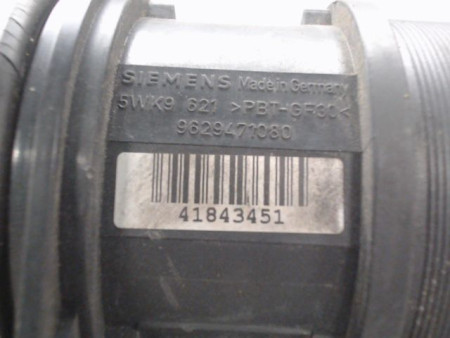 SIEMENS Made in Germany
5WK9 621 >PBT-GF30<
9629471080
41843451